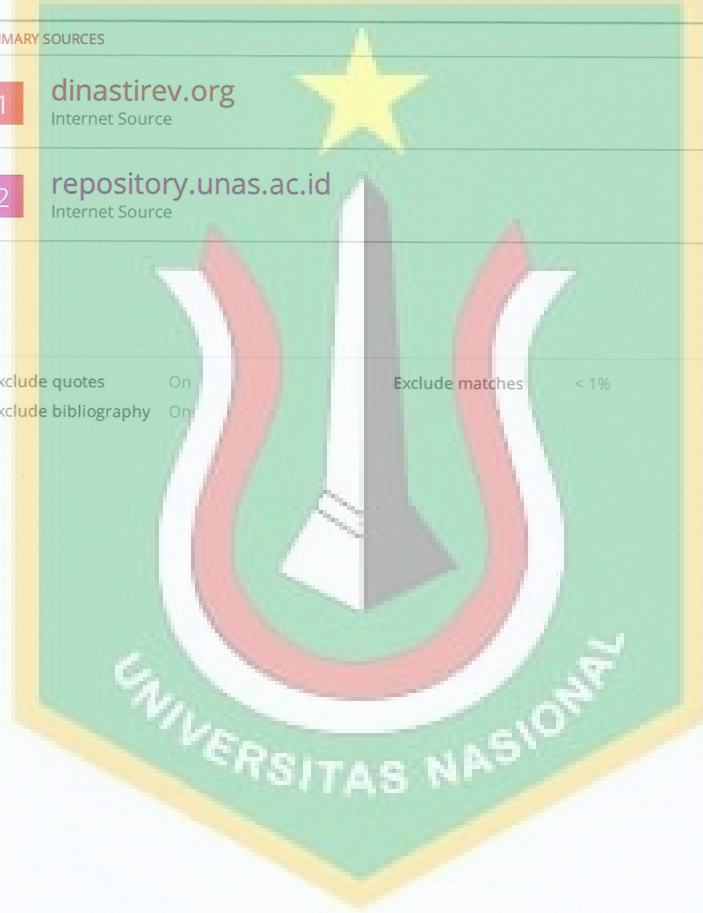 MARY SOURCES
1
dinastirev.org
Internet Source
2
repository.unas.ac.id
Internet Source
xclude quotes On
Exclude matches < 1%
xclude bibliography On
UNIVERSITAS NASIONAL